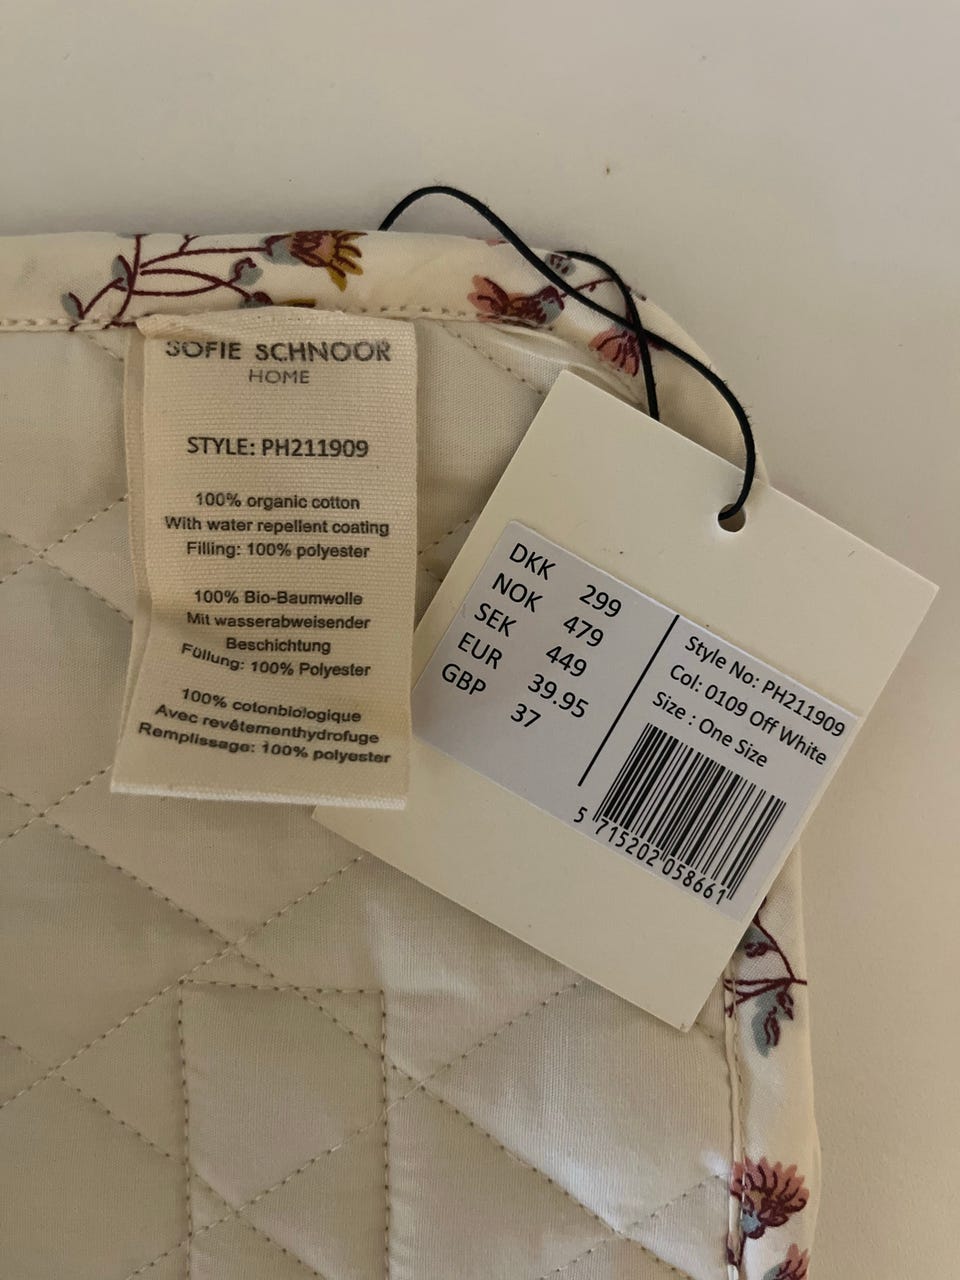 SOFIE SCHNOOR
HOME
STYLE: PH211909
100% organic cotton
With water repellent coating
Filling: 100% polyester
100% Bio-Baumwolle
Mit wasserabweisender
Beschichtung
Füllung: 100% Polyester
100% cotonbiologique
Avec revêtementhydrofuge
Remplissage: 100% polyester
DKK 299
NOK 479
SEK 449
EUR 39.95
GBP 37
Style No: PH211909
Col: 0109 Off White
Size : One Size
5 715202 058661